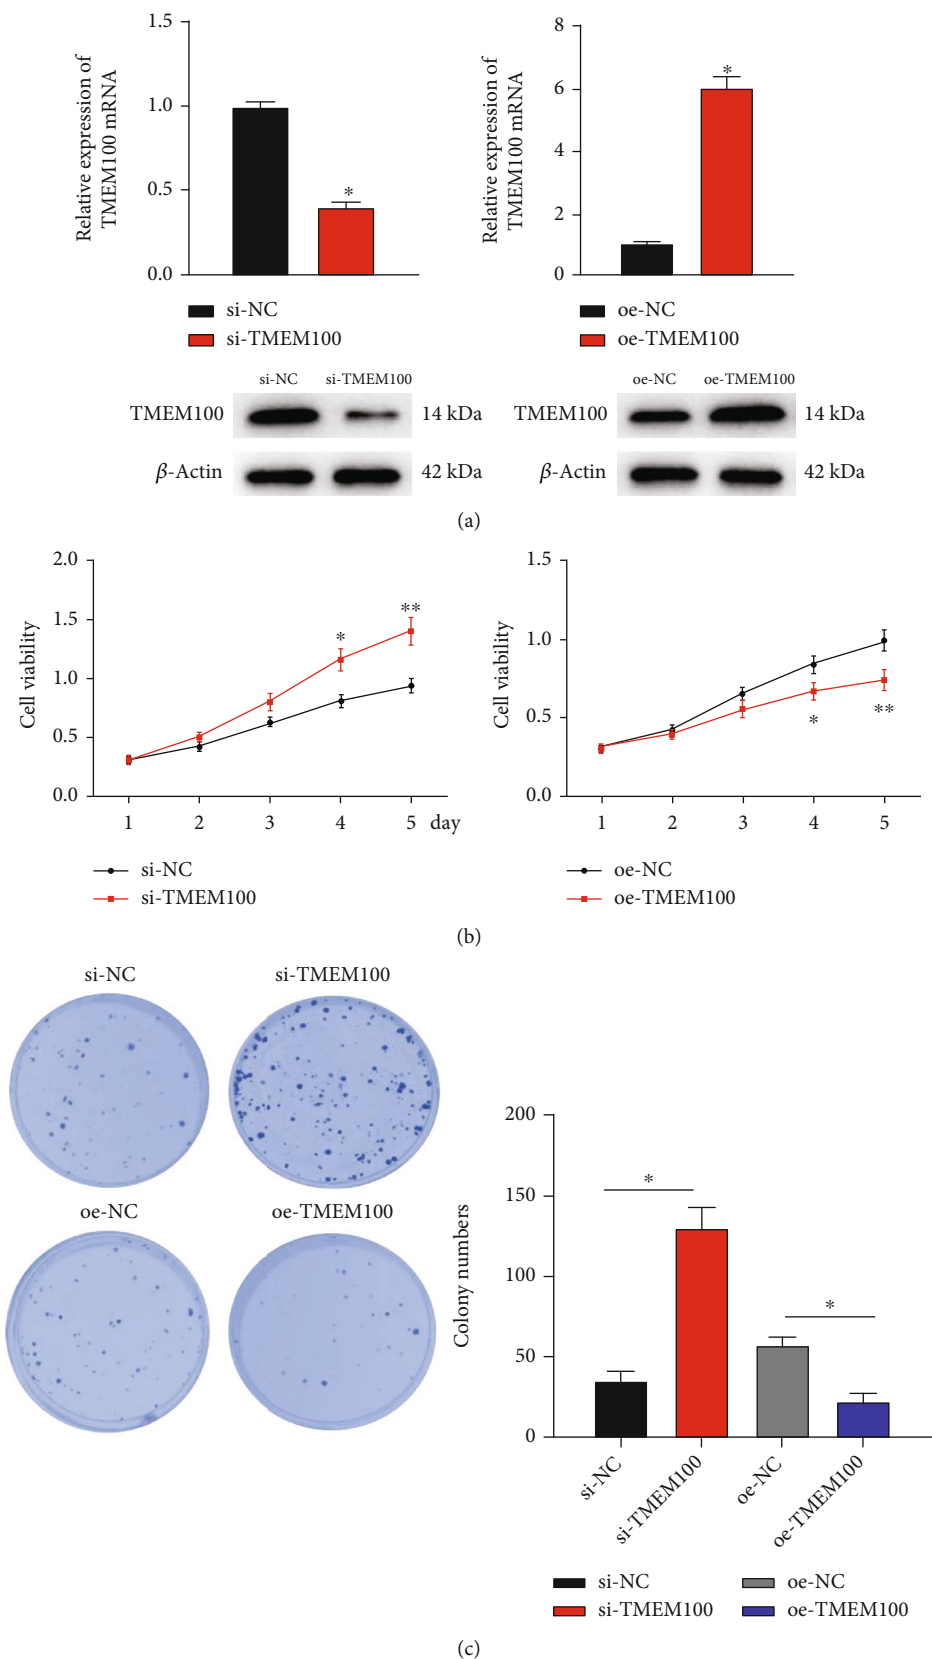 Relative expression of
TMEM100 mRNA
1.5
1.0
0.5
0.0
*
si-NC
si-TMEM100
Relative expression of
TMEM100 mRNA
8
6
4
2
0
*
oe-NC
oe-TMEM100
si-NC si-TMEM100
TMEM100 14 kDa
β-Actin 42 kDa
oe-NC oe-TMEM100
TMEM100 14 kDa
β-Actin 42 kDa
(a)
Cell viability
2.0
1.5
1.0
0.5
0.0
*
**
1 2 3 4 5 day
si-NC
si-TMEM100
Cell viability
1.5
1.0
0.5
0.0
*
**
1 2 3 4 5
oe-NC
oe-TMEM100
(b)
si-NC si-TMEM100
oe-NC oe-TMEM100
Colony numbers
200
150
100
50
0
*
*
si-NC
si-TMEM100
oe-NC
oe-TMEM100
si-NC oe-NC
si-TMEM100 oe-TMEM100
(c)